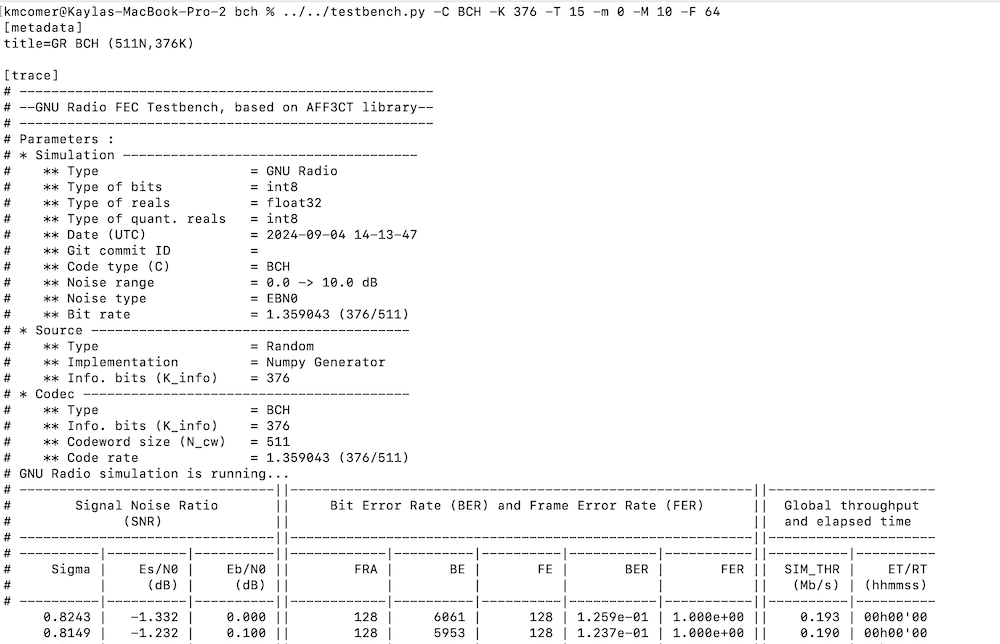 kmcomer@Kaylas-MacBook-Pro-2 bch % ../../testbench.py -C BCH -K 376 -T 15 -m 0 -M 10 -F 64
[metadata]
title=GR BCH (511N,376K)
[trace]
# ----------------------------------------------------
# --GNU Radio FEC Testbench, based on AFF3CT library--
# ----------------------------------------------------
# Parameters :
# * Simulation -------------------------------------
#    ** Type                   = GNU Radio
#    ** Type of bits           = int8
#    ** Type of reals          = float32
#    ** Type of quant. reals   = int8
#    ** Date (UTC)             = 2024-09-04 14-13-47
#    ** Git commit ID          =
#    ** Code type (C)          = BCH
#    ** Noise range            = 0.0 -> 10.0 dB
#    ** Noise type             = EBN0
#    ** Bit rate               = 1.359043 (376/511)
# * Source ----------------------------------------
#    ** Type                   = Random
#    ** Implementation         = Numpy Generator
#    ** Info. bits (K_info)    = 376
# * Codec -----------------------------------------
#    ** Type                   = BCH
#    ** Info. bits (K_info)    = 376
#    ** Codeword size (N_cw)   = 511
#    ** Code rate              = 1.359043 (376/511)
# GNU Radio simulation is running...
# --------------------------------||----------------------------------------------------------||---------------------
#        Signal Noise Ratio       ||     Bit Error Rate (BER) and Frame Error Rate (FER)      ||  Global throughput
#              (SNR)              ||                                                          ||  and elapsed time
# --------------------------------||----------------------------------------------------------||---------------------
# ----------|----------|----------||----------|----------|----------|-----------|----------||----------|----------
#     Sigma |    Es/N0 |    Eb/N0 ||      FRA |       BE |       FE |       BER |      FER ||  SIM_THR |    ET/RT
#           |     (dB) |     (dB) ||          |          |          |           |          ||   (Mb/s) | (hhmmss)
# ----------|----------|----------||----------|----------|----------|-----------|----------||----------|----------
     0.8243 |   -1.332 |    0.000 ||      128 |     6061 |      128 | 1.259e-01 | 1.000e+00 ||    0.193 | 00h00'00
     0.8149 |   -1.232 |    0.100 ||      128 |     5953 |      128 | 1.237e-01 | 1.000e+00 ||    0.190 | 00h00'00